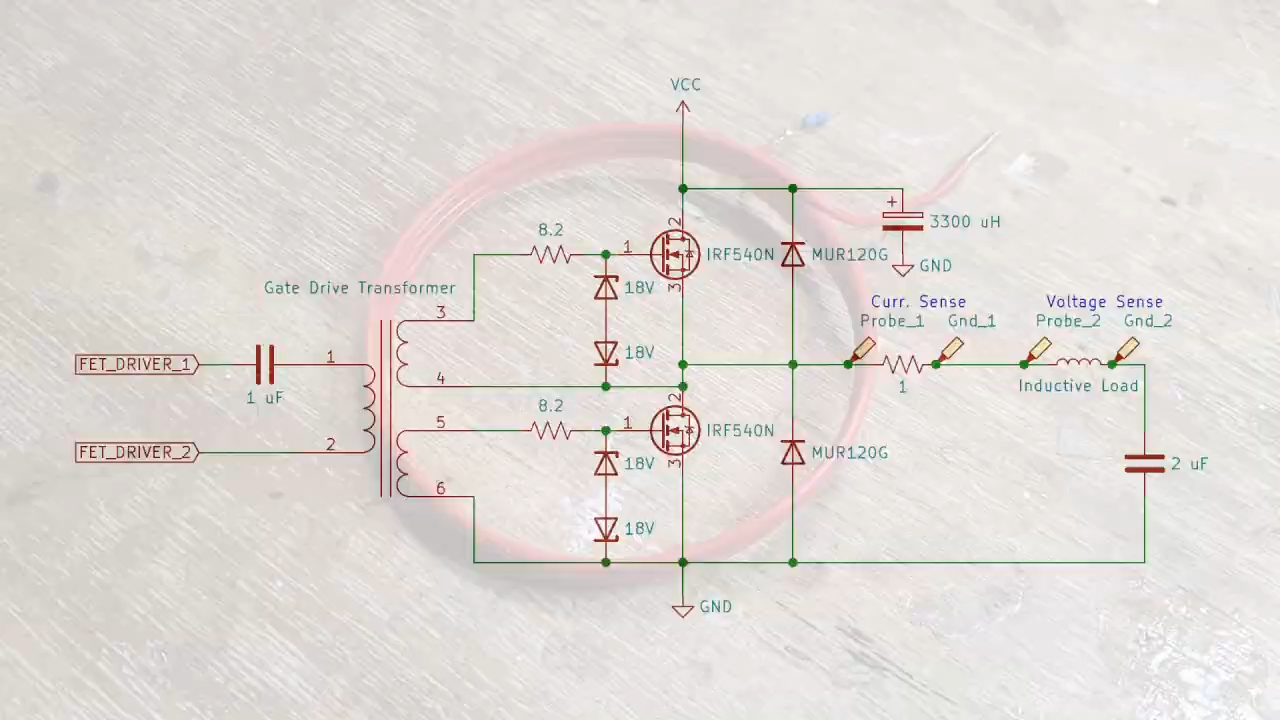 VCC
2
+
3300 uH
8.2
1
IRF540N
MUR120G
GND
Gate Drive Transformer
18V
3
Curr. Sense
Voltage Sense
3
Probe_1
Gnd_1
Probe_2
Gnd_2
FET_DRIVER_1
1
18V
1 uF
4
1
Inductive Load
8.2
2
5
1
IRF540N
FET_DRIVER_2
2
MUR120G
18V
3
2 uF
6
18V
GND